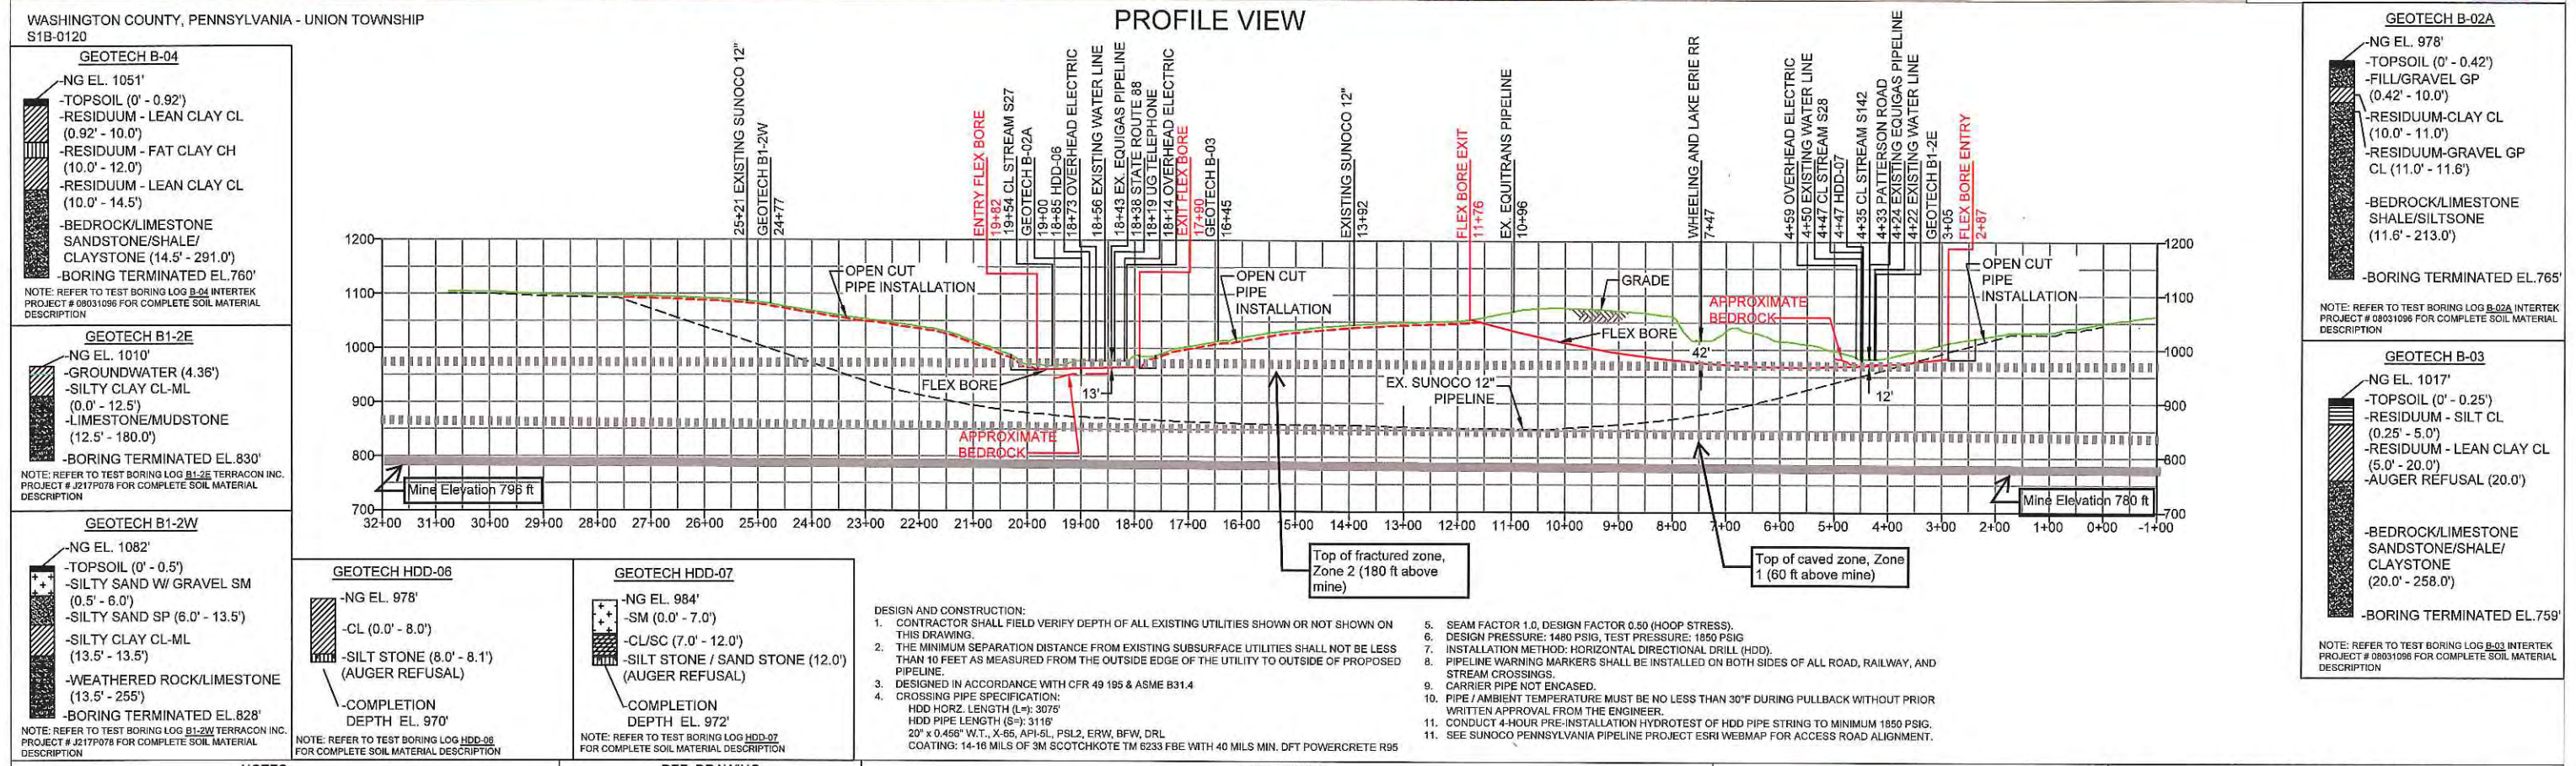 WASHINGTON COUNTY, PENNSYLVANIA - UNION TOWNSHIP
S1B-0120
PROFILE VIEW
GEOTECH B-04
NG EL. 1051'
-TOPSOIL (0' - 0.92')
-RESIDUUM - LEAN CLAY CL
(0.92' - 10.0')
-RESIDUUM - FAT CLAY CH
(10.0' - 12.0')
-RESIDUUM - LEAN CLAY CL
(10.0' - 14.5')
-BEDROCK/LIMESTONE
SANDSTONE/SHALE/
CLAYSTONE (14.5' - 291.0')
-BORING TERMINATED EL.760'
NOTE: REFER TO TEST BORING LOG B-04 INTERTEK
PROJECT # 08031096 FOR COMPLETE SOIL MATERIAL
DESCRIPTION
GEOTECH B1-2E
-NG EL. 1010'
-GROUNDWATER (4.36')
-SILTY CLAY CL-ML
(0.0' - 12.5')
-LIMESTONE/MUDSTONE
(12.5' - 180.0')
-BORING TERMINATED EL.830'
NOTE: REFER TO TEST BORING LOG B1-2E TERRACON INC.
PROJECT # J217P078 FOR COMPLETE SOIL MATERIAL
DESCRIPTION
GEOTECH B1-2W
-NG EL. 1082'
-TOPSOIL (0' - 0.5')
-SILTY SAND W/ GRAVEL SM
(0.5' - 6.0')
-SILTY SAND SP (6.0' - 13.5')
-SILTY CLAY CL-ML
(13.5' - 13.5')
-WEATHERED ROCK/LIMESTONE
(13.5' - 255')
-BORING TERMINATED EL.828'
NOTE: REFER TO TEST BORING LOG B1-2W TERRACON INC.
PROJECT # J217P078 FOR COMPLETE SOIL MATERIAL
DESCRIPTION
25+21 EXISTING SUNOCO 12"
GEOTECH B1-2W
24+77
ENTRY FLEX BORE
19+82
19+54 CL STREAM S27
GEOTECH B-02A
19+00
18+85 HDD-06
18+73 OVERHEAD ELECTRIC
18+56 EXISTING WATER LINE
18+43 EX. EQUIGAS PIPELINE
18+38 STATE ROUTE 88
18+19 UG TELEPHONE
18+14 OVERHEAD ELECTRIC
EXIT FLEX BORE
17+90
GEOTECH B-03
16+45
EXISTING SUNOCO 12"
13+92
FLEX BORE EXIT
11+76
EX. EQUITRANS PIPELINE
10+96
WHEELING AND LAKE ERIE RR
7+47
4+59 OVERHEAD ELECTRIC
4+50 EXISTING WATER LINE
4+47 CL STREAM S28
4+47 HDD-07
4+35 CL STREAM S142
4+33 PATTERSON ROAD
4+24 EXISTING EQUIGAS PIPELINE
4+22 EXISTING WATER LINE
GEOTECH B1-2E
3+05
FLEX BORE ENTRY
2+87
1200
1100
1000
900
800
700
OPEN CUT
PIPE INSTALLATION
OPEN CUT
PIPE
INSTALLATION
GRADE
APPROXIMATE
BEDROCK
FLEX BORE
42'
OPEN CUT
PIPE
INSTALLATION
FLEX BORE
13'
EX. SUNOCO 12"
PIPELINE
12'
APPROXIMATE
BEDROCK
Mine Elevation 796 ft
Mine Elevation 780 ft
1200
1100
1000
900
800
700
32+00 31+00 30+00 29+00 28+00 27+00 26+00 25+00 24+00 23+00 22+00 21+00 20+00 19+00 18+00 17+00 16+00 15+00 14+00 13+00 12+00 11+00 10+00 9+00 8+00 7+00 6+00 5+00 4+00 3+00 2+00 1+00 0+00 -1+00
Top of fractured zone,
Zone 2 (180 ft above
mine)
Top of caved zone, Zone
1 (60 ft above mine)
GEOTECH HDD-06
-NG EL. 978'
-CL (0.0' - 8.0')
-SILT STONE (8.0' - 8.1')
(AUGER REFUSAL)
-COMPLETION
DEPTH EL. 970'
NOTE: REFER TO TEST BORING LOG HDD-06
FOR COMPLETE SOIL MATERIAL DESCRIPTION
GEOTECH HDD-07
-NG EL. 984'
-SM (0.0' - 7.0')
-CL/SC (7.0' - 12.0')
-SILT STONE / SAND STONE (12.0')
(AUGER REFUSAL)
-COMPLETION
DEPTH EL. 972'
NOTE: REFER TO TEST BORING LOG HDD-07
FOR COMPLETE SOIL MATERIAL DESCRIPTION
DESIGN AND CONSTRUCTION:
1. CONTRACTOR SHALL FIELD VERIFY DEPTH OF ALL EXISTING UTILITIES SHOWN OR NOT SHOWN ON
THIS DRAWING.
2. THE MINIMUM SEPARATION DISTANCE FROM EXISTING SUBSURFACE UTILITIES SHALL NOT BE LESS
THAN 10 FEET AS MEASURED FROM THE OUTSIDE EDGE OF THE UTILITY TO OUTSIDE OF PROPOSED
PIPELINE.
3. DESIGNED IN ACCORDANCE WITH CFR 49 195 & ASME B31.4
4. CROSSING PIPE SPECIFICATION:
HDD HORZ. LENGTH (L=): 3075'
HDD PIPE LENGTH (S=): 3116'
20" x 0.456" W.T., X-65, API-5L, PSL2, ERW, BFW, DRL
COATING: 14-16 MILS OF 3M SCOTCHKOTE TM 6233 FBE WITH 40 MILS MIN. DFT POWERCRETE R95
5. SEAM FACTOR 1.0, DESIGN FACTOR 0.50 (HOOP STRESS).
6. DESIGN PRESSURE: 1480 PSIG, TEST PRESSURE: 1850 PSIG
7. INSTALLATION METHOD: HORIZONTAL DIRECTIONAL DRILL (HDD).
8. PIPELINE WARNING MARKERS SHALL BE INSTALLED ON BOTH SIDES OF ALL ROAD, RAILWAY, AND
STREAM CROSSINGS.
9. CARRIER PIPE NOT ENCASED.
10. PIPE / AMBIENT TEMPERATURE MUST BE NO LESS THAN 30°F DURING PULLBACK WITHOUT PRIOR
WRITTEN APPROVAL FROM THE ENGINEER.
11. CONDUCT 4-HOUR PRE-INSTALLATION HYDROTEST OF HDD PIPE STRING TO MINIMUM 1850 PSIG.
11. SEE SUNOCO PENNSYLVANIA PIPELINE PROJECT ESRI WEBMAP FOR ACCESS ROAD ALIGNMENT.
GEOTECH B-02A
-NG EL. 978'
-TOPSOIL (0' - 0.42')
-FILL/GRAVEL GP
(0.42' - 10.0')
-RESIDUUM-CLAY CL
(10.0' - 11.0')
-RESIDUUM-GRAVEL GP
CL (11.0' - 11.6')
-BEDROCK/LIMESTONE
SHALE/SILTSONE
(11.6' - 213.0')
-BORING TERMINATED EL.765'
NOTE: REFER TO TEST BORING LOG B-02A INTERTEK
PROJECT # 08031096 FOR COMPLETE SOIL MATERIAL
DESCRIPTION
GEOTECH B-03
-NG EL. 1017'
-TOPSOIL (0' - 0.25')
-RESIDUUM - SILT CL
(0.25' - 5.0')
-RESIDUUM - LEAN CLAY CL
(5.0' - 20.0')
-AUGER REFUSAL (20.0')
-BEDROCK/LIMESTONE
SANDSTONE/SHALE/
CLAYSTONE
(20.0' - 258.0')
-BORING TERMINATED EL.759'
NOTE: REFER TO TEST BORING LOG B-03 INTERTEK
PROJECT # 08031096 FOR COMPLETE SOIL MATERIAL
DESCRIPTION